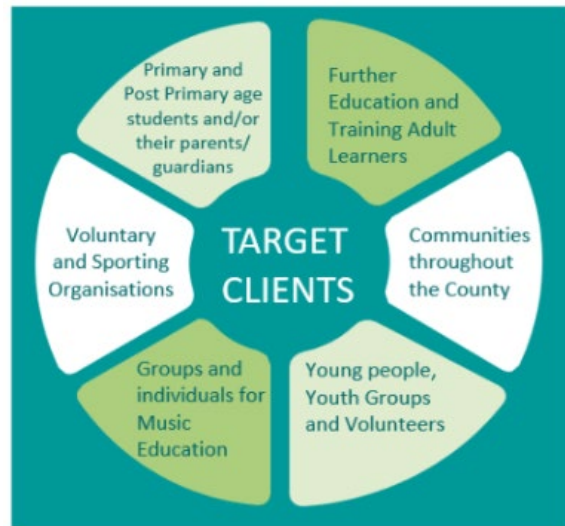 TARGET
CLIENTS
Primary and
Post Primary age
students and/or
their parents/
guardians
Further
Education and
Training Adult
Learners
Communities
throughout
the County
Young people,
Youth Groups
and Volunteers
Groups and
individuals for
Music
Education
Voluntary
and Sporting
Organisations